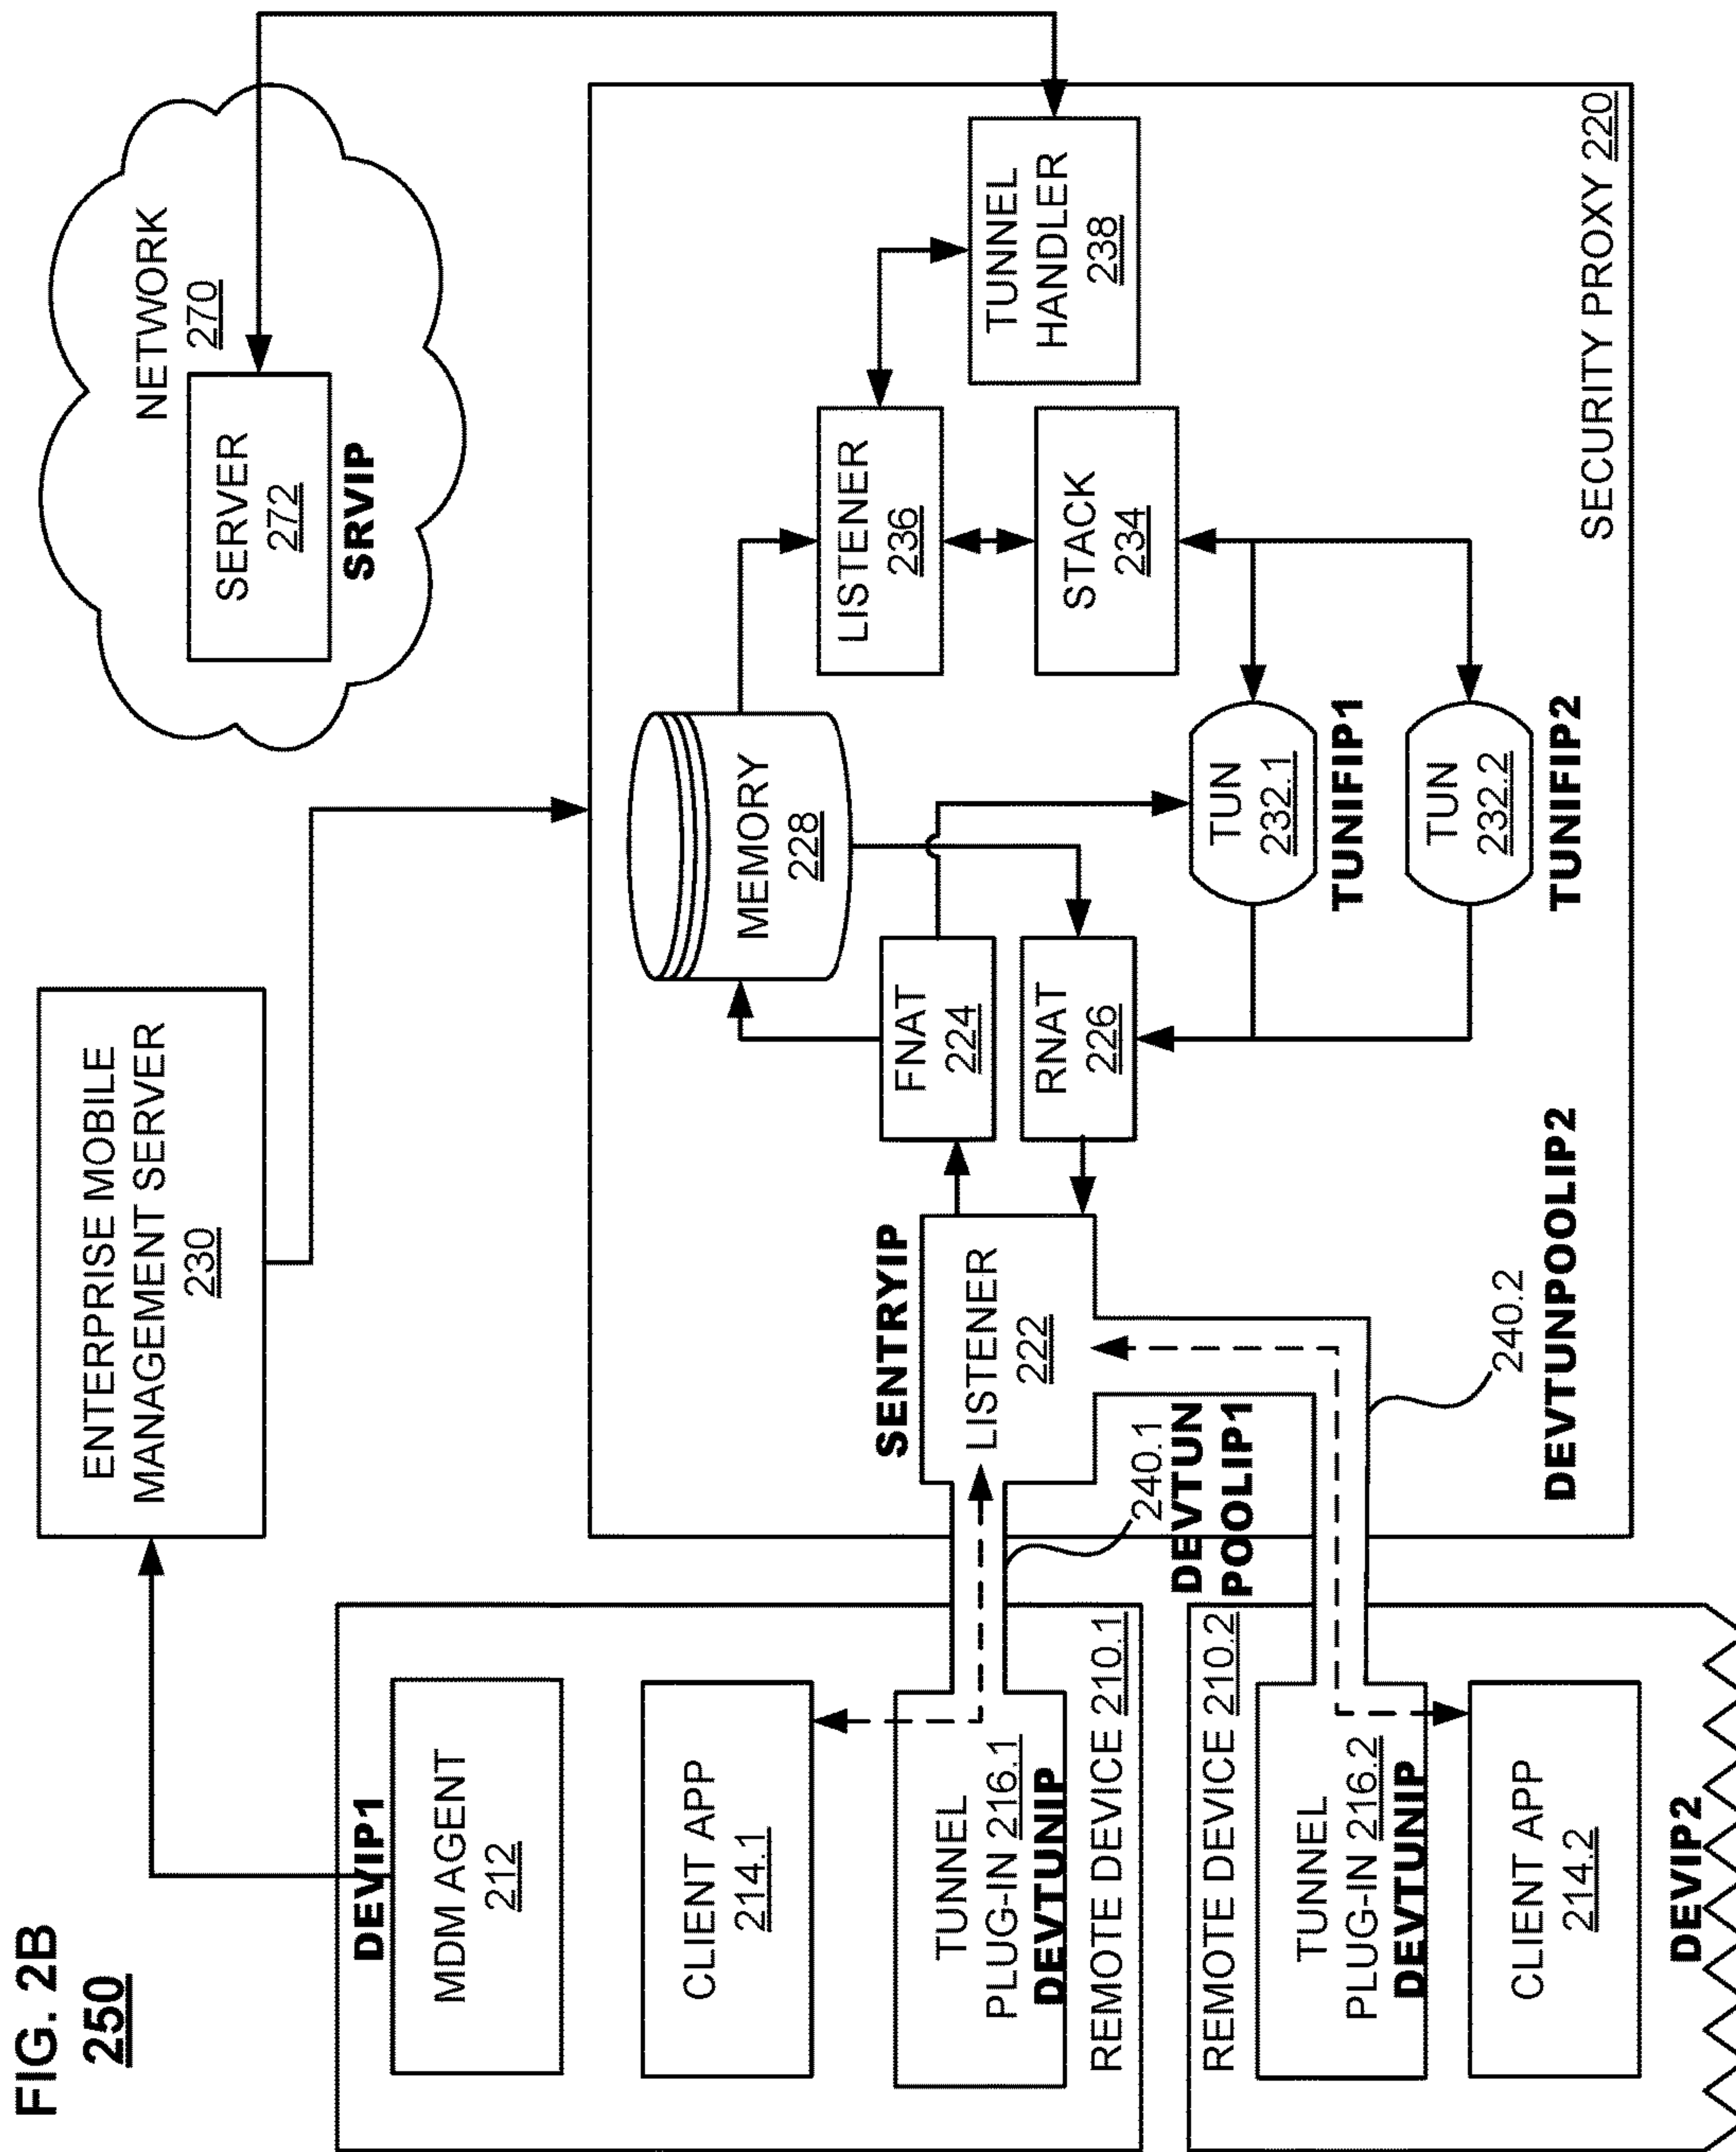 FIG. 2B
250
ENTERPRISE MOBILE
MANAGEMENT SERVER
230
NETWORK
270
SERVER
272
SRVIP
DEVIP1
MDM AGENT
212
CLIENT APP
214.1
TUNNEL
PLUG-IN 216.1
DEVTUNIP
REMOTE DEVICE 210.1
REMOTE DEVICE 210.2
TUNNEL
PLUG-IN 216.2
DEVTUNIP
CLIENT APP
214.2
DEVIP2
SENTRYIP
LISTENER
222
240.1
DEVTUN
POOLIP1
240.2
DEVTUNPOOLIP2
FNAT
224
RNAT
226
MEMORY
228
TUN
232.1
TUNIFIP1
TUN
232.2
TUNIFIP2
LISTENER
236
STACK
234
TUNNEL
HANDLER
238
SECURITY PROXY 220